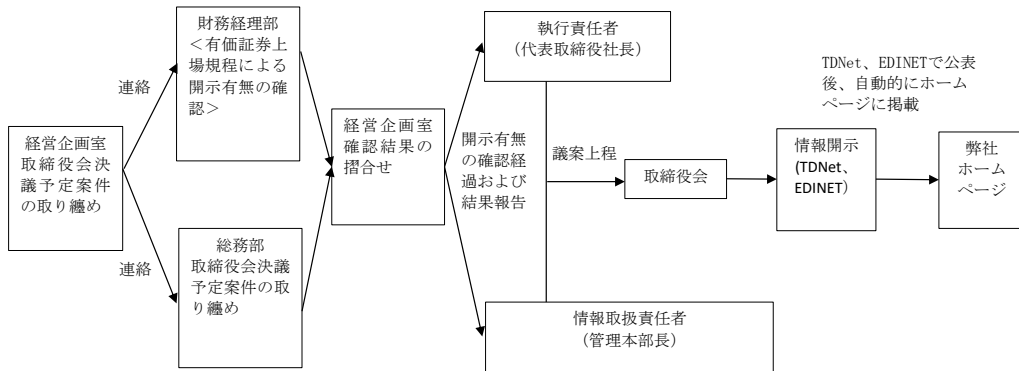 経営企画室
取締役会決
議予定案件
の取り纏め
連絡
連絡
財務経理部
＜有価証券上
場規程による
開示有無の確
認＞
総務部
取締役会決議
予定案件の取
り纏め
経営企画室
確認結果の
摺合せ
開示有無
の確認経
過および
結果報告
執行責任者
（代表取締役社長）
情報取扱責任者
（管理本部長）
議案上程
取締役会
TDNet、EDINETで公表
後、自動的にホーム
ページに掲載
情報開示
(TDNet、
EDINET)
弊社
ホーム
ページ